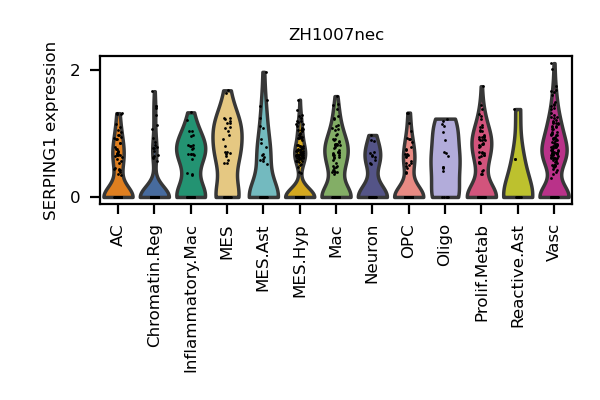 ZH1007nec
SERPING1 expression
2
0
AC
Chromatin.Reg
Inflammatory.Mac
MES
MES.Ast
MES.Hyp
Mac
Neuron
OPC
Oligo
Prolif.Metab
Reactive.Ast
Vasc